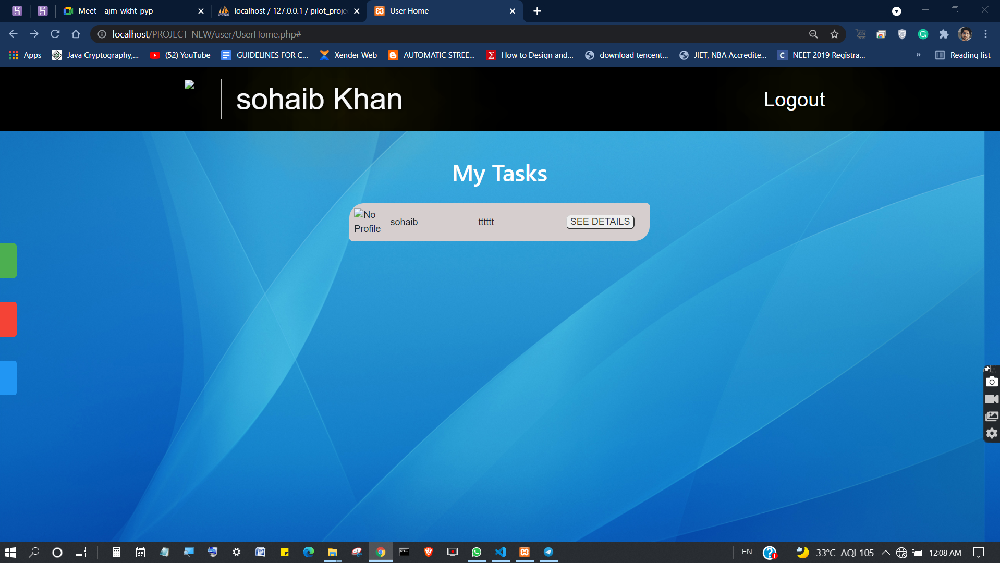 Meet – ajm-wkht-pyp
localhost / 127.0.0.1 / pilot_proje
User Home
localhost/PROJECT_NEW/user/UserHome.php#
Apps
Java Cryptography,...
(52) YouTube
GUIDELINES FOR C...
Xender Web
AUTOMATIC STREE...
How to Design and...
download tencent...
JIET, NBA Accredite...
NEET 2019 Registra...
»
Reading list
sohaib Khan
Logout
My Tasks
No Profile
sohaib
tttttt
SEE DETAILS
EN
33°C AQI 105
12:08 AM